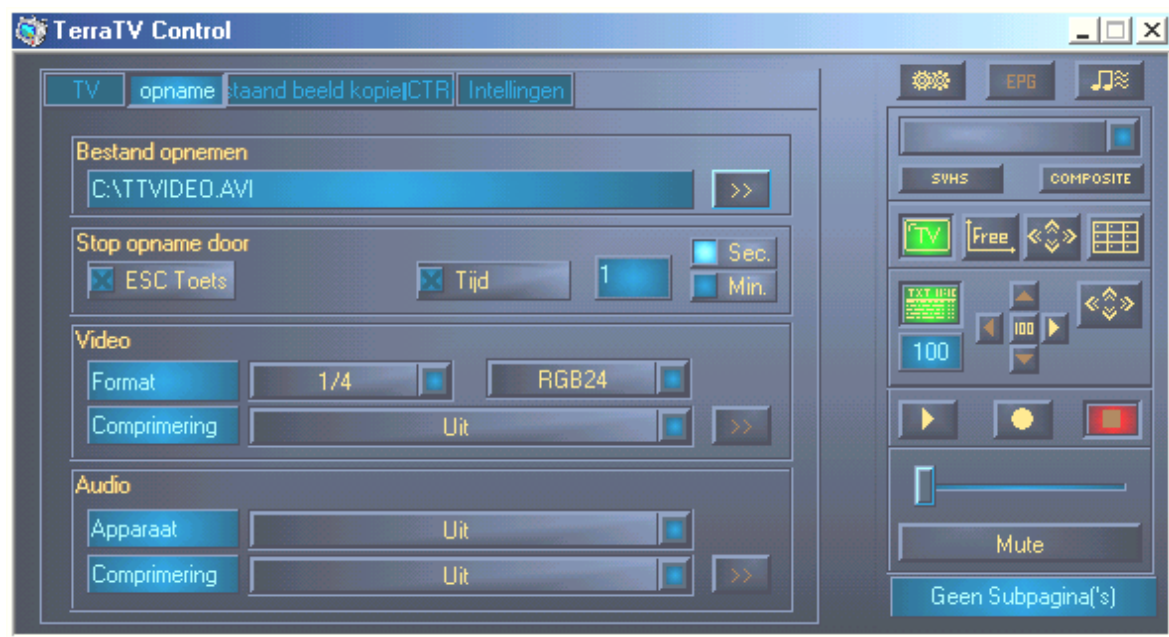 TerraTV Control
TV opname staand beeld kopie CTR Intellingen
EPG
Bestand opnemen
C:\TTVIDEO.AVI >>
SVHS COMPOSITE
Stop opname door
ESC Toets Tijd 1 Sec.
Min.
TV Free
Video
Format 1/4 RGB24
Comprimering Uit >>
TXT
100
100
Audio
Apparaat Uit
Comprimering Uit >>
Mute
Geen Subpagina('s)